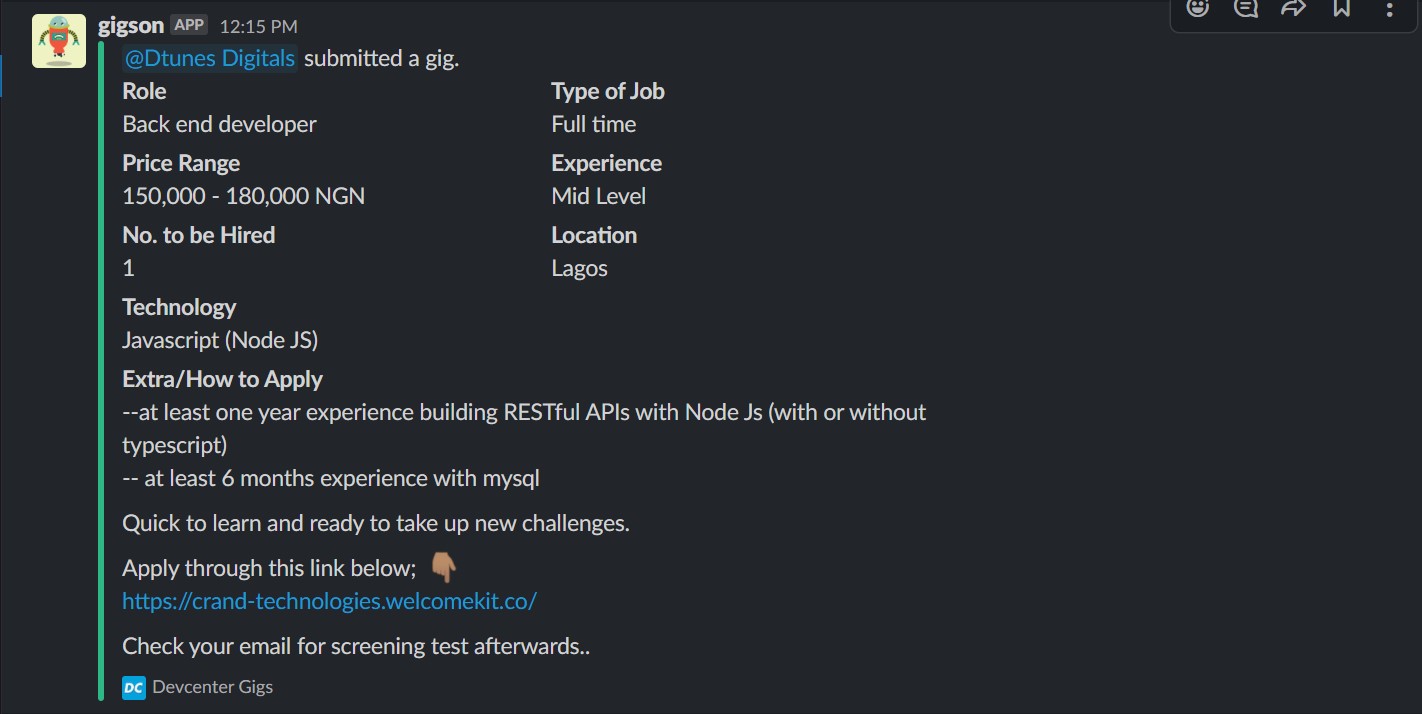 gigson APP 12:15 PM
@Dtunes Digitals submitted a gig.
Role
Type of Job
Back end developer
Full time
Price Range
Experience
150,000 - 180,000 NGN
Mid Level
No. to be Hired
Location
1
Lagos
Technology
Javascript (Node JS)
Extra/How to Apply
--at least one year experience building RESTful APIs with Node Js (with or without
typescript)
-- at least 6 months experience with mysql
Quick to learn and ready to take up new challenges.
Apply through this link below; 👇🏽
https://crand-technologies.welcomekit.co/
Check your email for screening test afterwards..
DC Devcenter Gigs